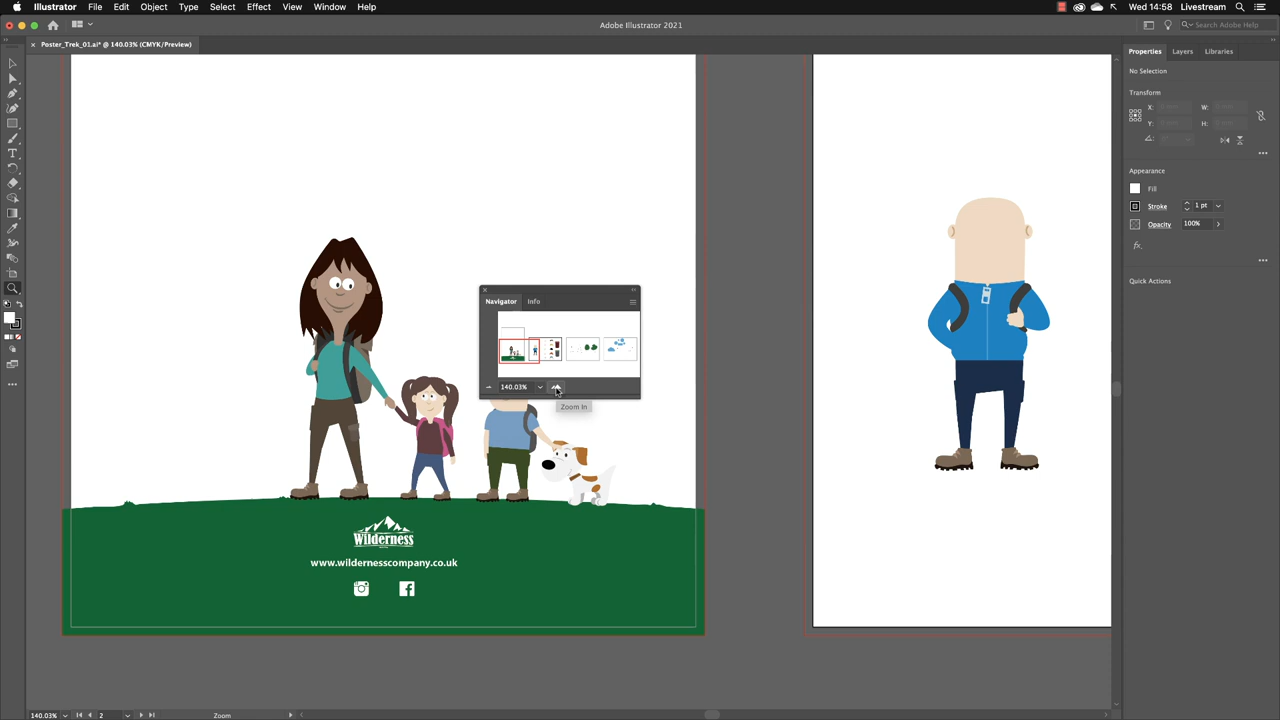 Illustrator File Edit Object Type Select Effect View Window Help Wed 14:58 Livestream
Adobe Illustrator 2021 Search Adobe Help
Poster_Trek_01.ai* @ 140.03% (CMYK/Preview)
Properties Layers Libraries
No Selection
Transform
X: W:
Y: H:
Appearance
Fill
Stroke 1 pt
Opacity 100%
fx
Quick Actions
Navigator Info
140.03%
Zoom In
Wilderness
www.wildernesscompany.co.uk
140.03% 2 Zoom